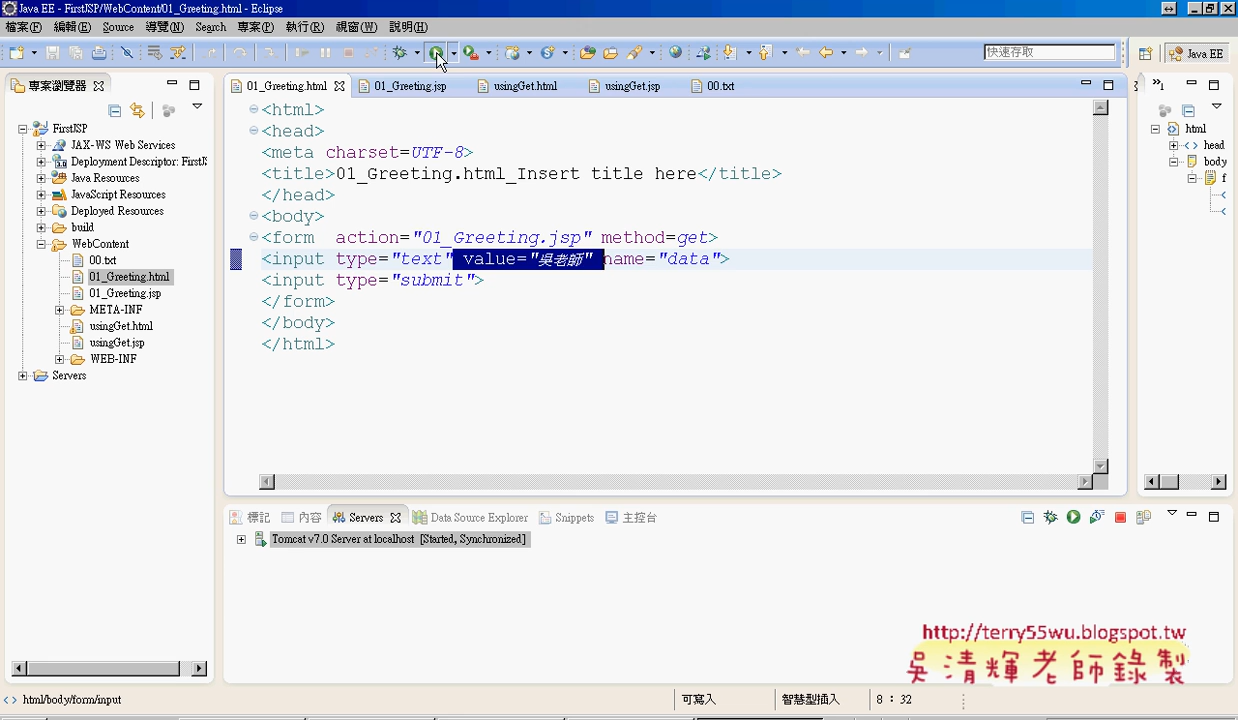 Java EE - FirstJSP/WebContent/01_Greeting.html - Eclipse
檔案(F) 編輯(E) Source 導覽(N) Search 專案(P) 執行(R) 視窗(W) 說明(H)
快速存取
Java EE
專案瀏覽器
FirstJSP
JAX-WS Web Services
Deployment Descriptor: FirstJS
Java Resources
JavaScript Resources
Deployed Resources
build
WebContent
00.txt
01_Greeting.html
01_Greeting.jsp
META-INF
usingGet.html
usingGet.jsp
WEB-INF
Servers
01_Greeting.html 01_Greeting.jsp usingGet.html usingGet.jsp 00.txt
<html>
<head>
<meta charset=UTF-8>
<title>01_Greeting.html_Insert title here</title>
</head>
<body>
<form  action="01_Greeting.jsp" method=get>
<input type="text" value="吳老師" name="data">
<input type="submit">
</form>
</body>
</html>
»1
html
head
body
f
標記 內容 Servers Data Source Explorer Snippets 主控台
Tomcat v7.0 Server at localhost [Started, Synchronized]
http://terry55wu.blogspot.tw
吳清輝老師錄製
html/body/form/input
可寫入
智慧型插入
8 : 32